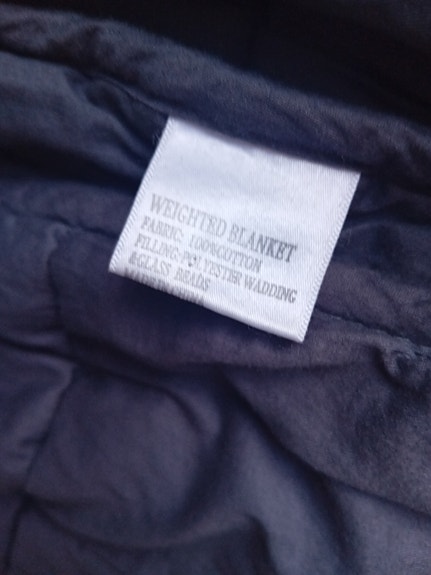 WEIGHTED BLANKET
FABRIC: 100%COTTON
FILLING:POLYESTER WADDING
&GLASS BEADS